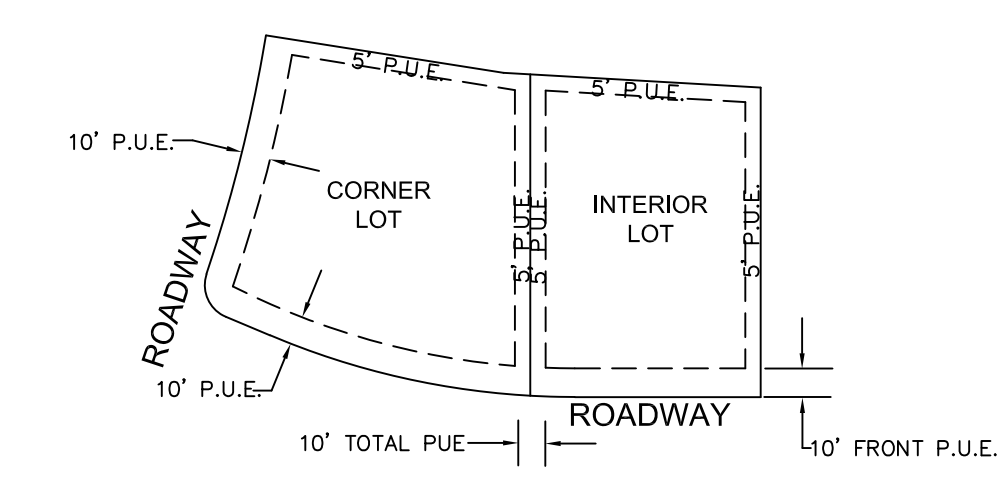 5' P.U.E.
5' P.U.E.
10' P.U.E.
CORNER
LOT
5' P.U.E.
5' P.U.E.
INTERIOR
LOT
5' P.U.E.
ROADWAY
10' P.U.E.
ROADWAY
10' TOTAL PUE
10' FRONT P.U.E.